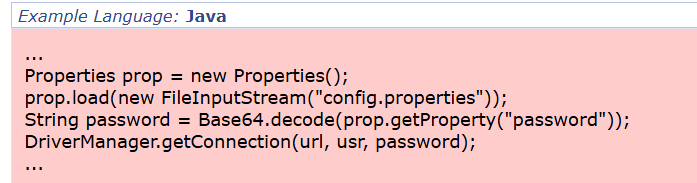 Example Language: Java
...
Properties prop = new Properties();
prop.load(new FileInputStream("config.properties"));
String password = Base64.decode(prop.getProperty("password"));
DriverManager.getConnection(url, usr, password);
...